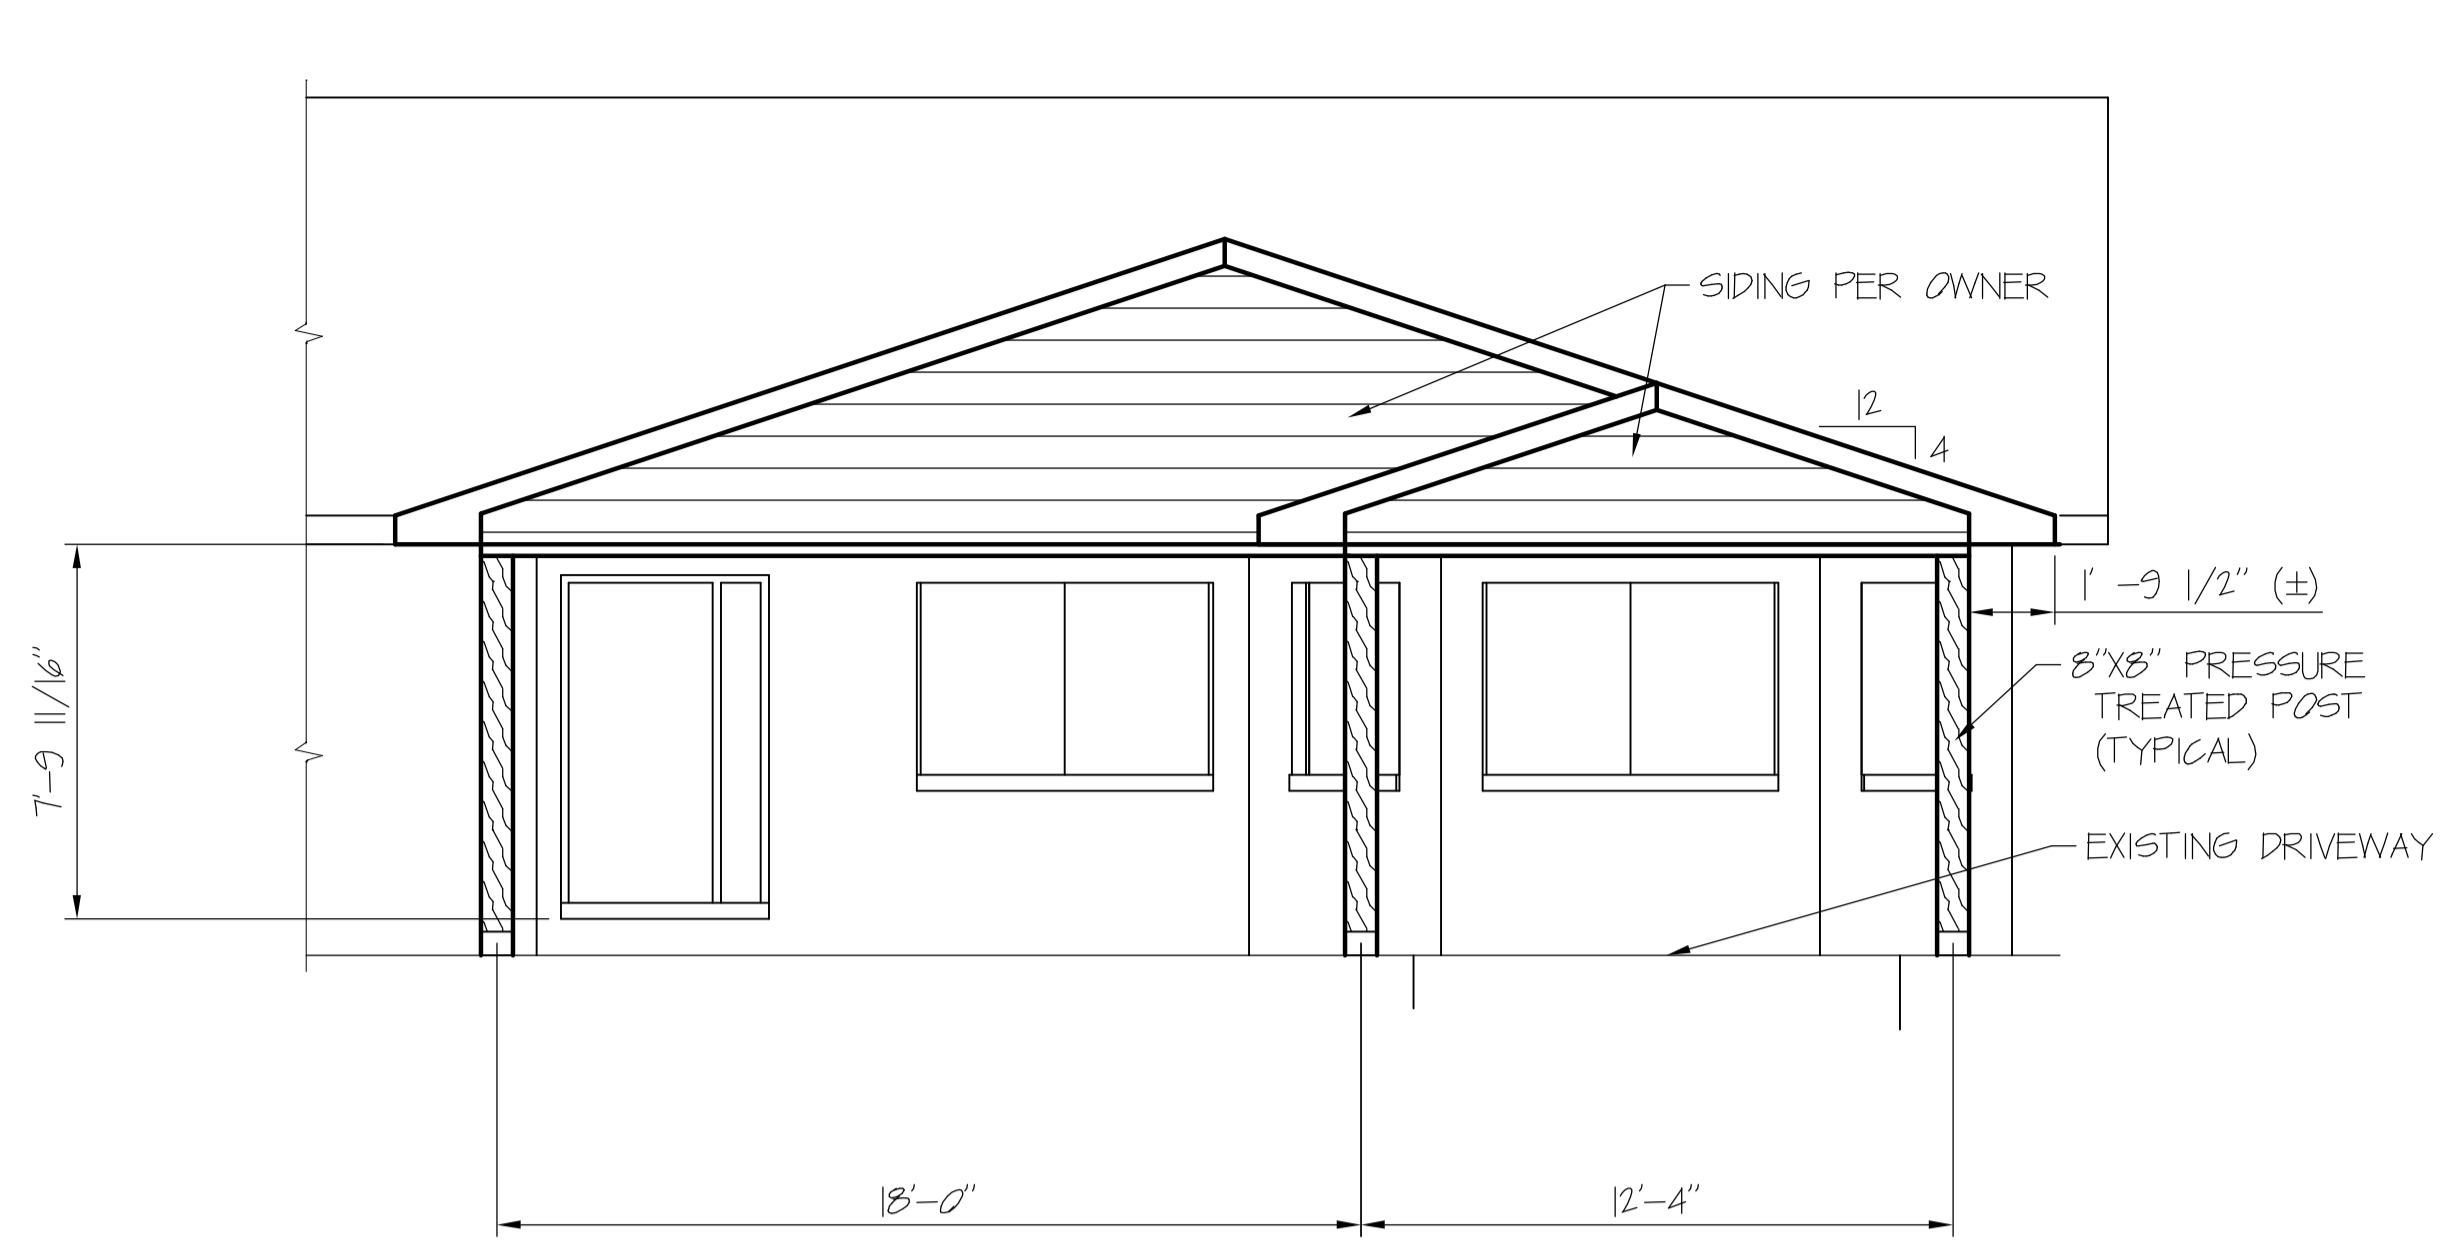 SIDING PER OWNER
12
4
1' -9 1/2" (±)
8"X8" PRESSURE
TREATED POST
(TYPICAL)
7'-9 11/16"
EXISTING DRIVEWAY
18'-0"
12'-4"